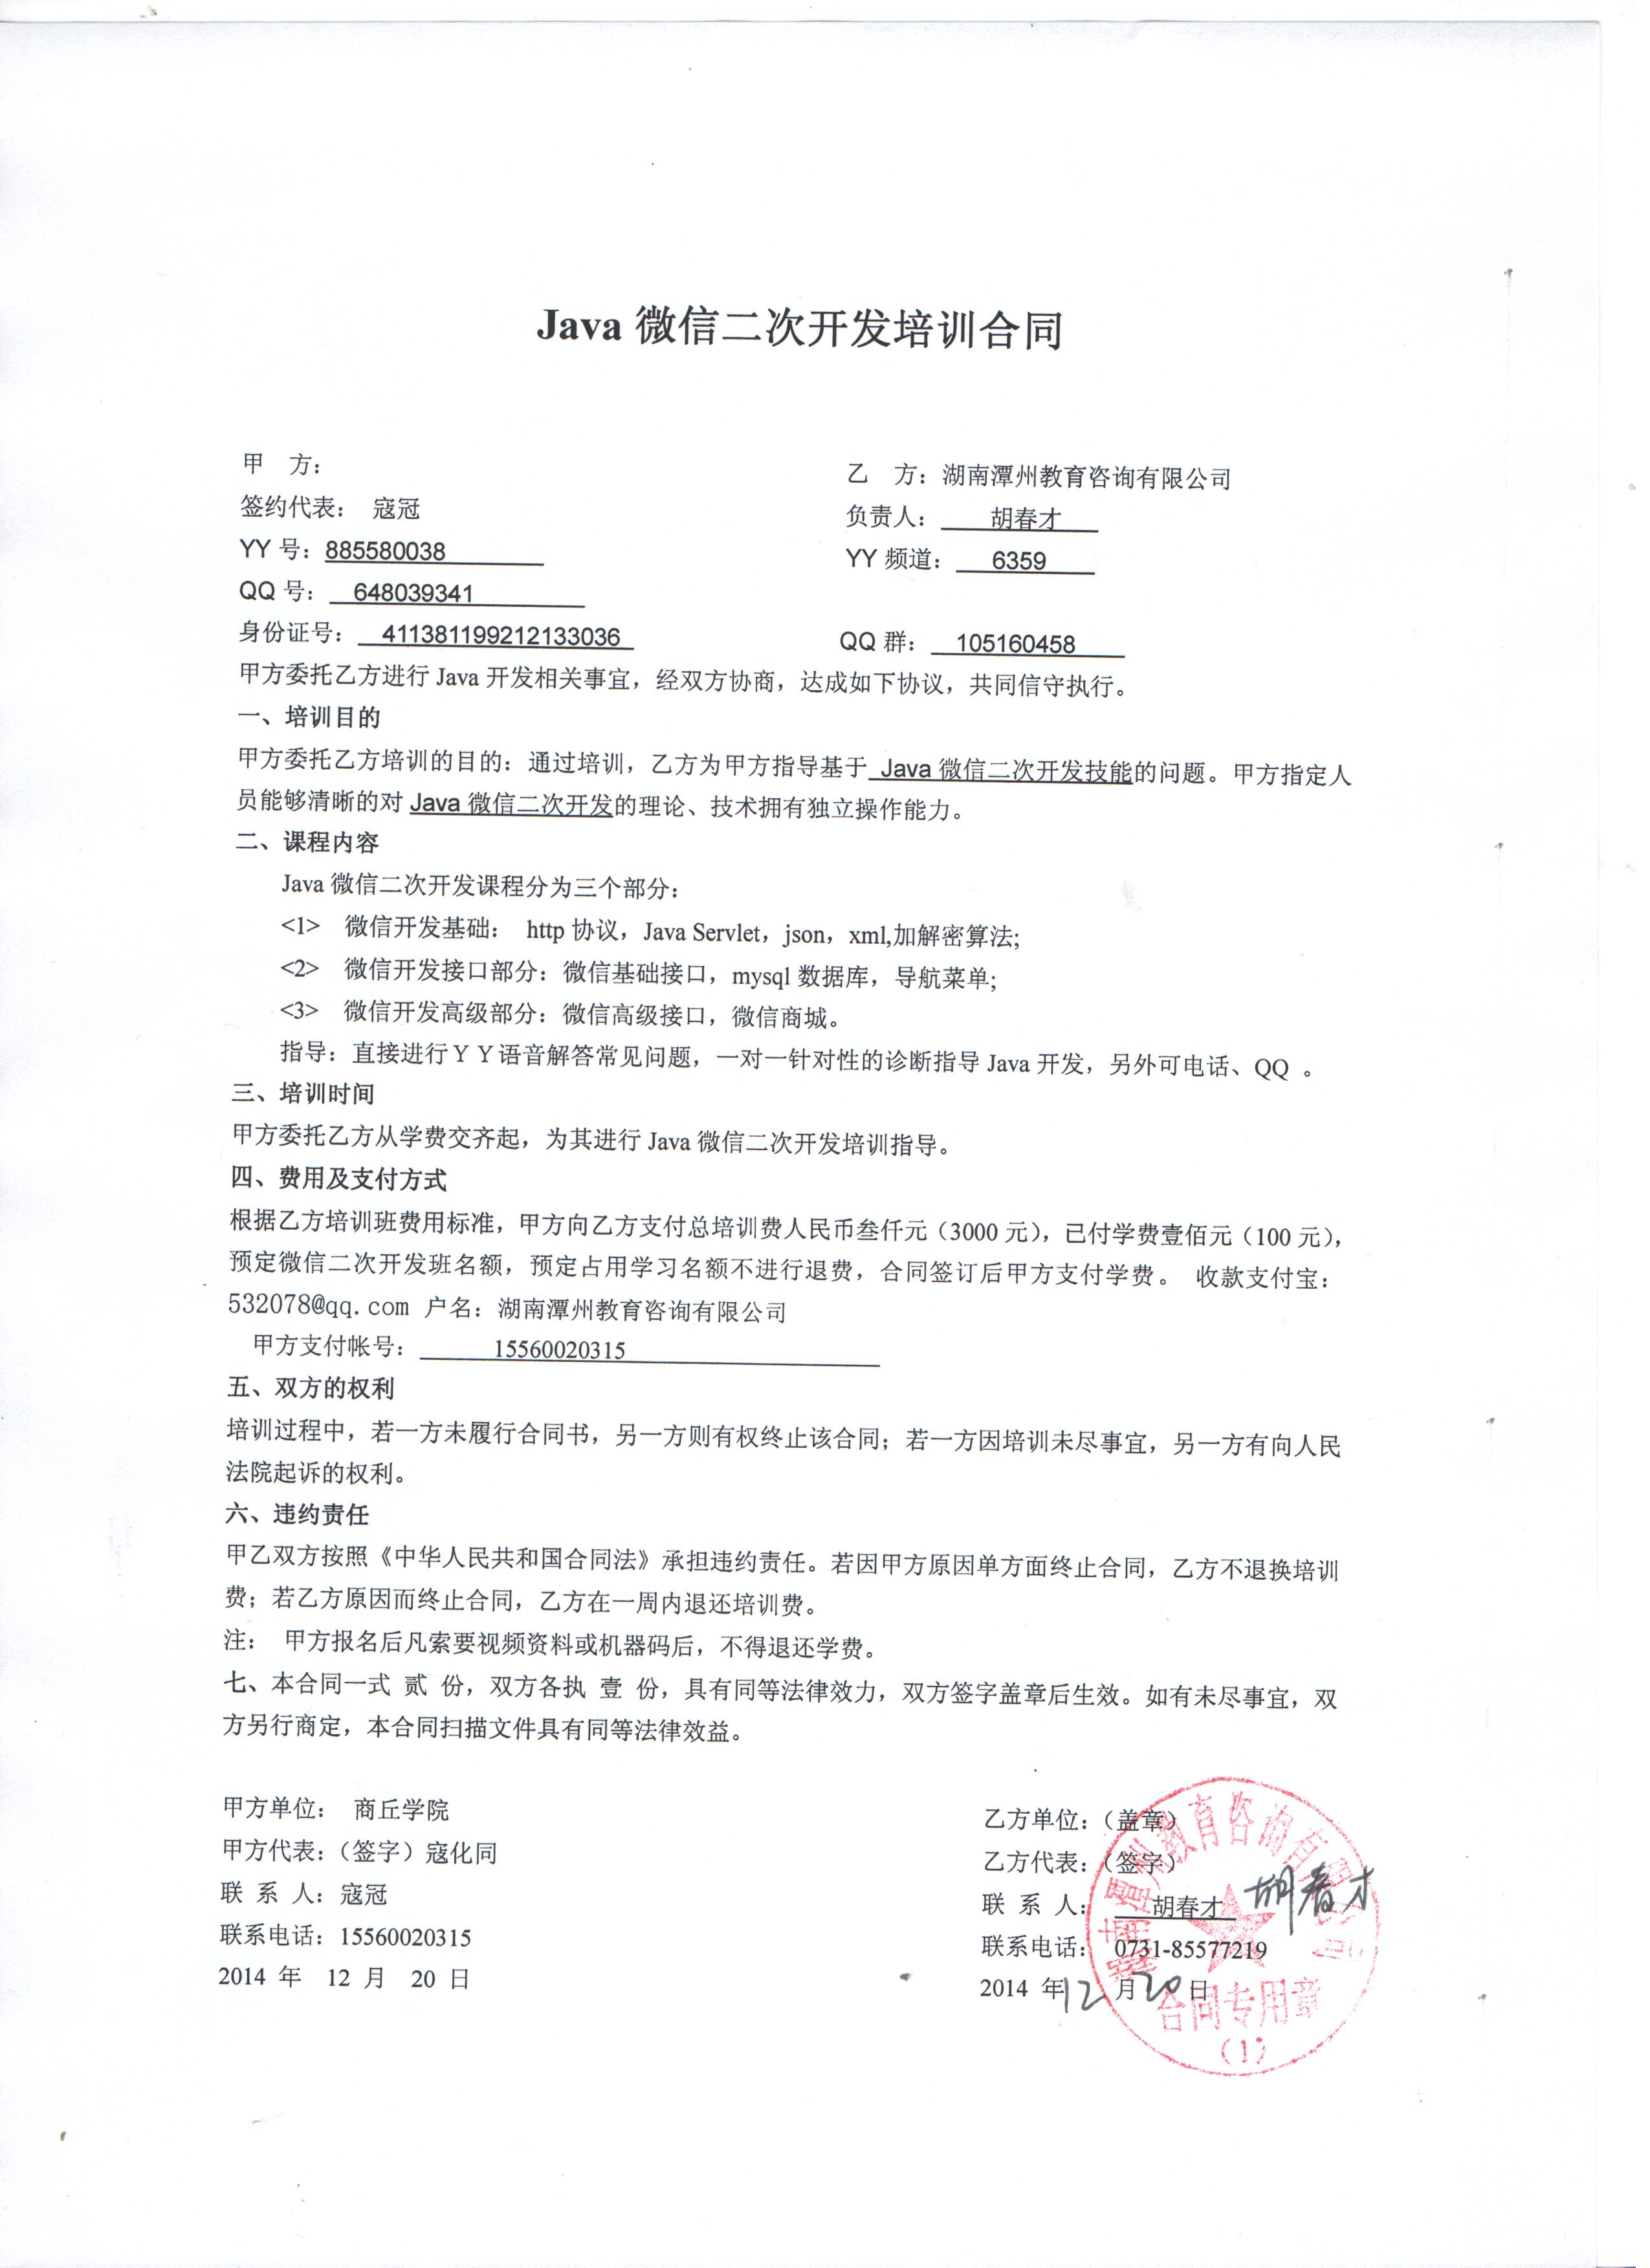 Java 微信二次开发培训合同
甲　方：
乙　方：湖南潭州教育咨询有限公司
签约代表： 寇冠
负责人： 胡春才
YY 号：885580038
YY 频道： 6359
QQ 号： 648039341
身份证号： 411381199212133036
QQ 群： 105160458
甲方委托乙方进行 Java 开发相关事宜，经双方协商，达成如下协议，共同信守执行。
一、培训目的
甲方委托乙方培训的目的：通过培训，乙方为甲方指导基于 Java 微信二次开发技能的问题。甲方指定人
员能够清晰的对 Java 微信二次开发的理论、技术拥有独立操作能力。
二、课程内容
Java 微信二次开发课程分为三个部分：
<1> 微信开发基础： http 协议，Java Servlet，json，xml,加解密算法;
<2> 微信开发接口部分：微信基础接口，mysql 数据库，导航菜单;
<3> 微信开发高级部分：微信高级接口，微信商城。
指导：直接进行ＹＹ语音解答常见问题，一对一针对性的诊断指导 Java 开发，另外可电话、QQ 。
三、培训时间
甲方委托乙方从学费交齐起，为其进行 Java 微信二次开发培训指导。
四、费用及支付方式
根据乙方培训班费用标准，甲方向乙方支付总培训费人民币叁仟元（3000 元），已付学费壹佰元（100 元），
预定微信二次开发班名额，预定占用学习名额不进行退费，合同签订后甲方支付学费。 收款支付宝：
532078@qq.com 户名：湖南潭州教育咨询有限公司
甲方支付帐号： 15560020315
五、双方的权利
培训过程中，若一方未履行合同书，另一方则有权终止该合同；若一方因培训未尽事宜，另一方有向人民
法院起诉的权利。
六、违约责任
甲乙双方按照《中华人民共和国合同法》承担违约责任。若因甲方原因单方面终止合同，乙方不退换培训
费；若乙方原因而终止合同，乙方在一周内退还培训费。
注： 甲方报名后凡索要视频资料或机器码后，不得退还学费。
七、本合同一式 贰 份，双方各执 壹 份，具有同等法律效力，双方签字盖章后生效。如有未尽事宜，双
方另行商定，本合同扫描文件具有同等法律效益。
甲方单位： 商丘学院
乙方单位：（盖章）
甲方代表：（签字）寇化同
乙方代表：（签字）
联 系 人：寇冠
联 系 人： 胡春才
胡春才
联系电话：15560020315
联系电话： 0731-85577219
2014 年 12 月 20 日
2014 年 12 月 20 日
湖南潭州教育咨询有限公司
合同专用章
（1）